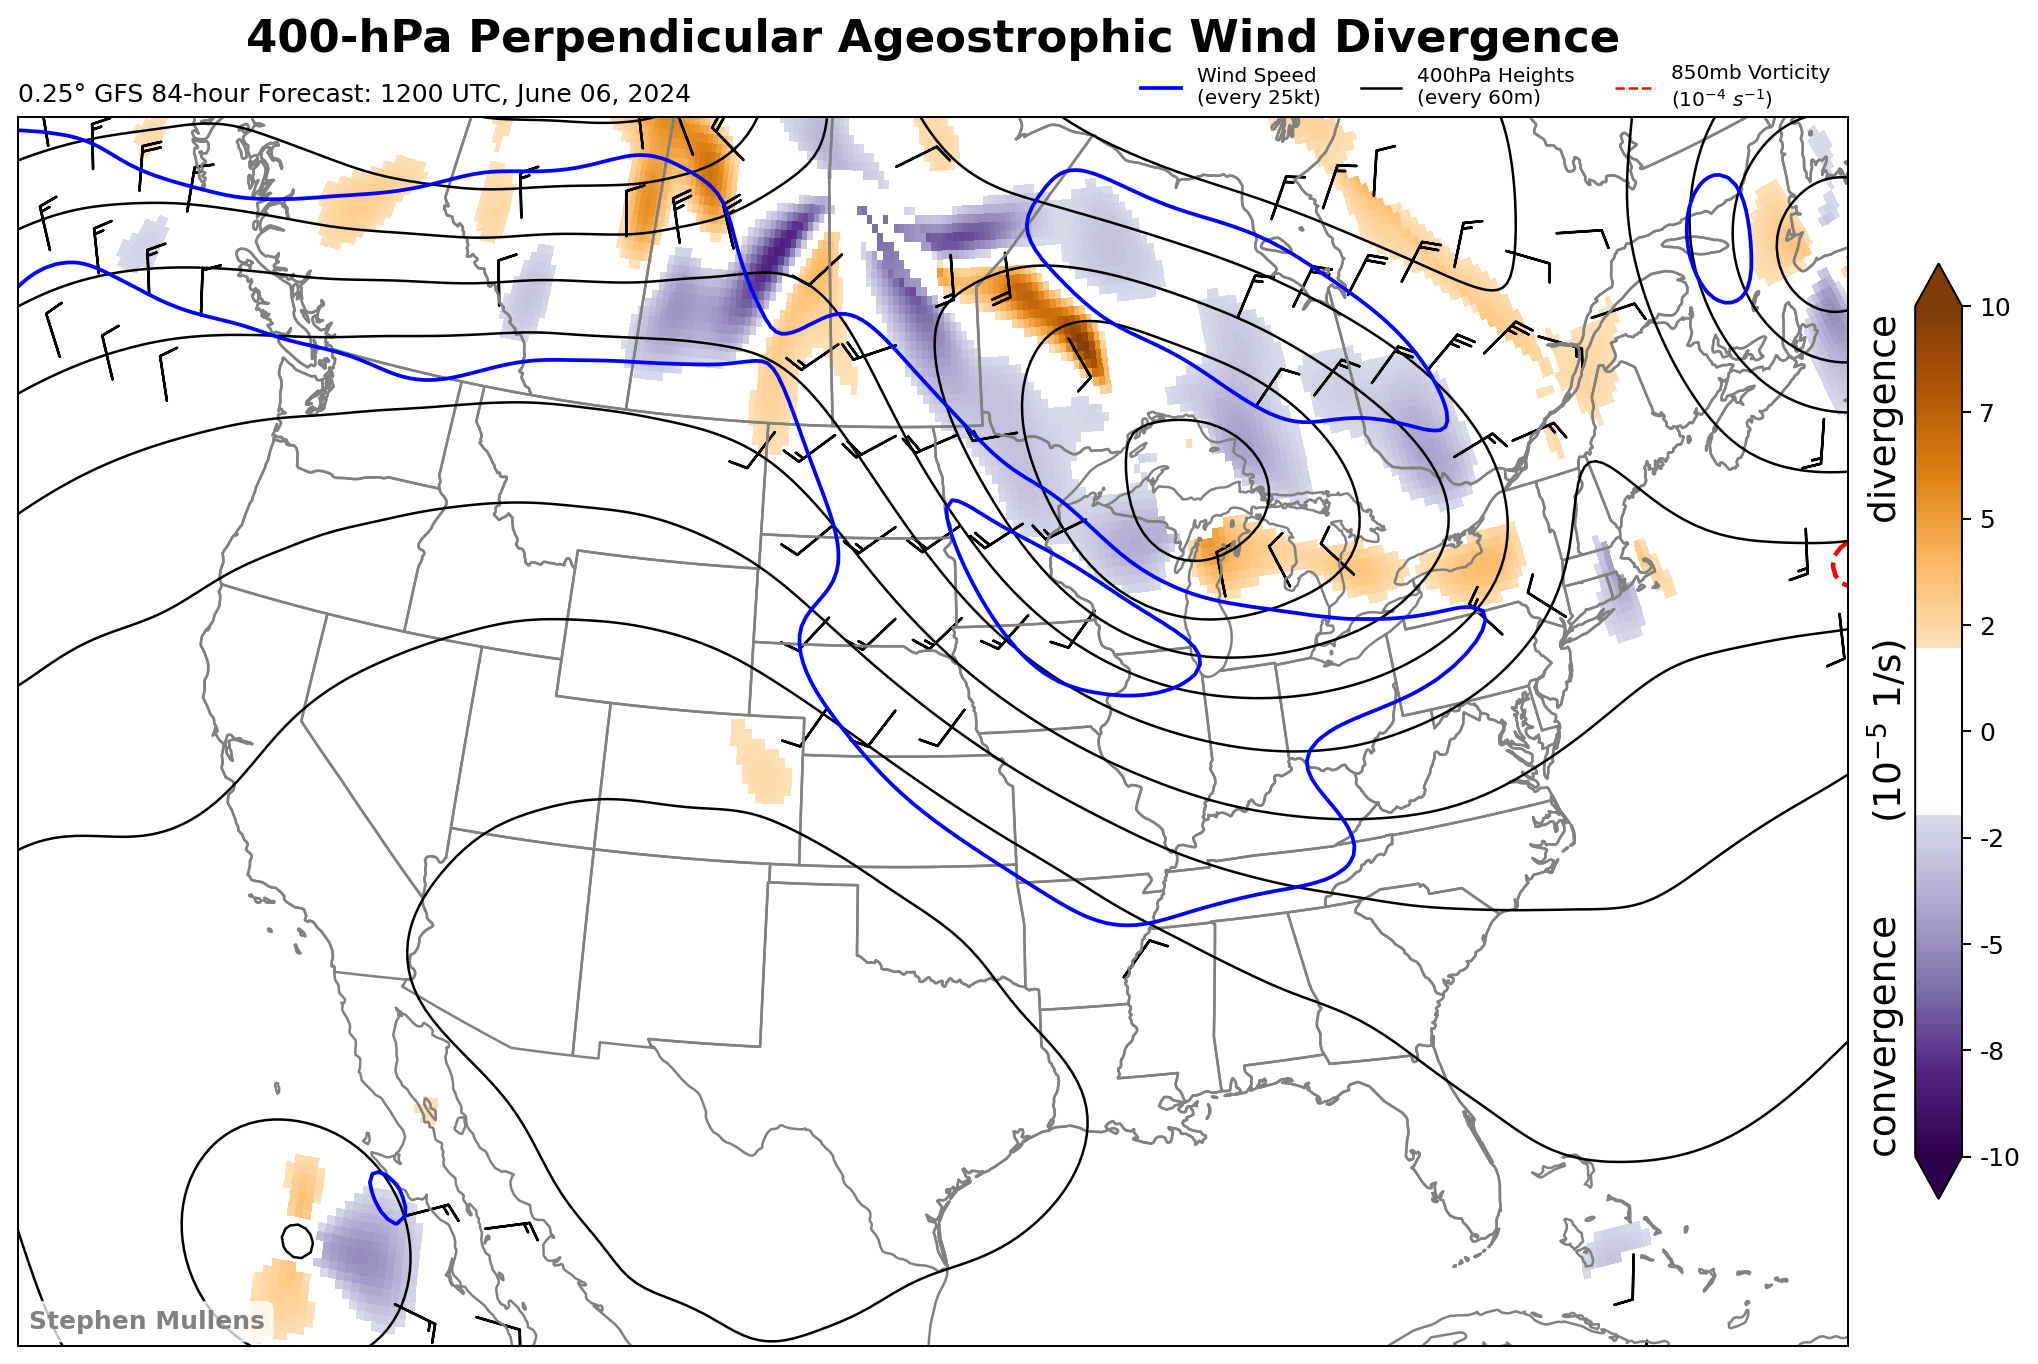 400-hPa Perpendicular Ageostrophic Wind Divergence
0.25° GFS 84-hour Forecast: 1200 UTC, June 06, 2024
Wind Speed
(every 25kt)
400hPa Heights
(every 60m)
850mb Vorticity
(10⁻⁴ s⁻¹)
10
7
5
2
0
-2
-5
-8
-10
convergence (10⁻⁵ 1/s) divergence
Stephen Mullens